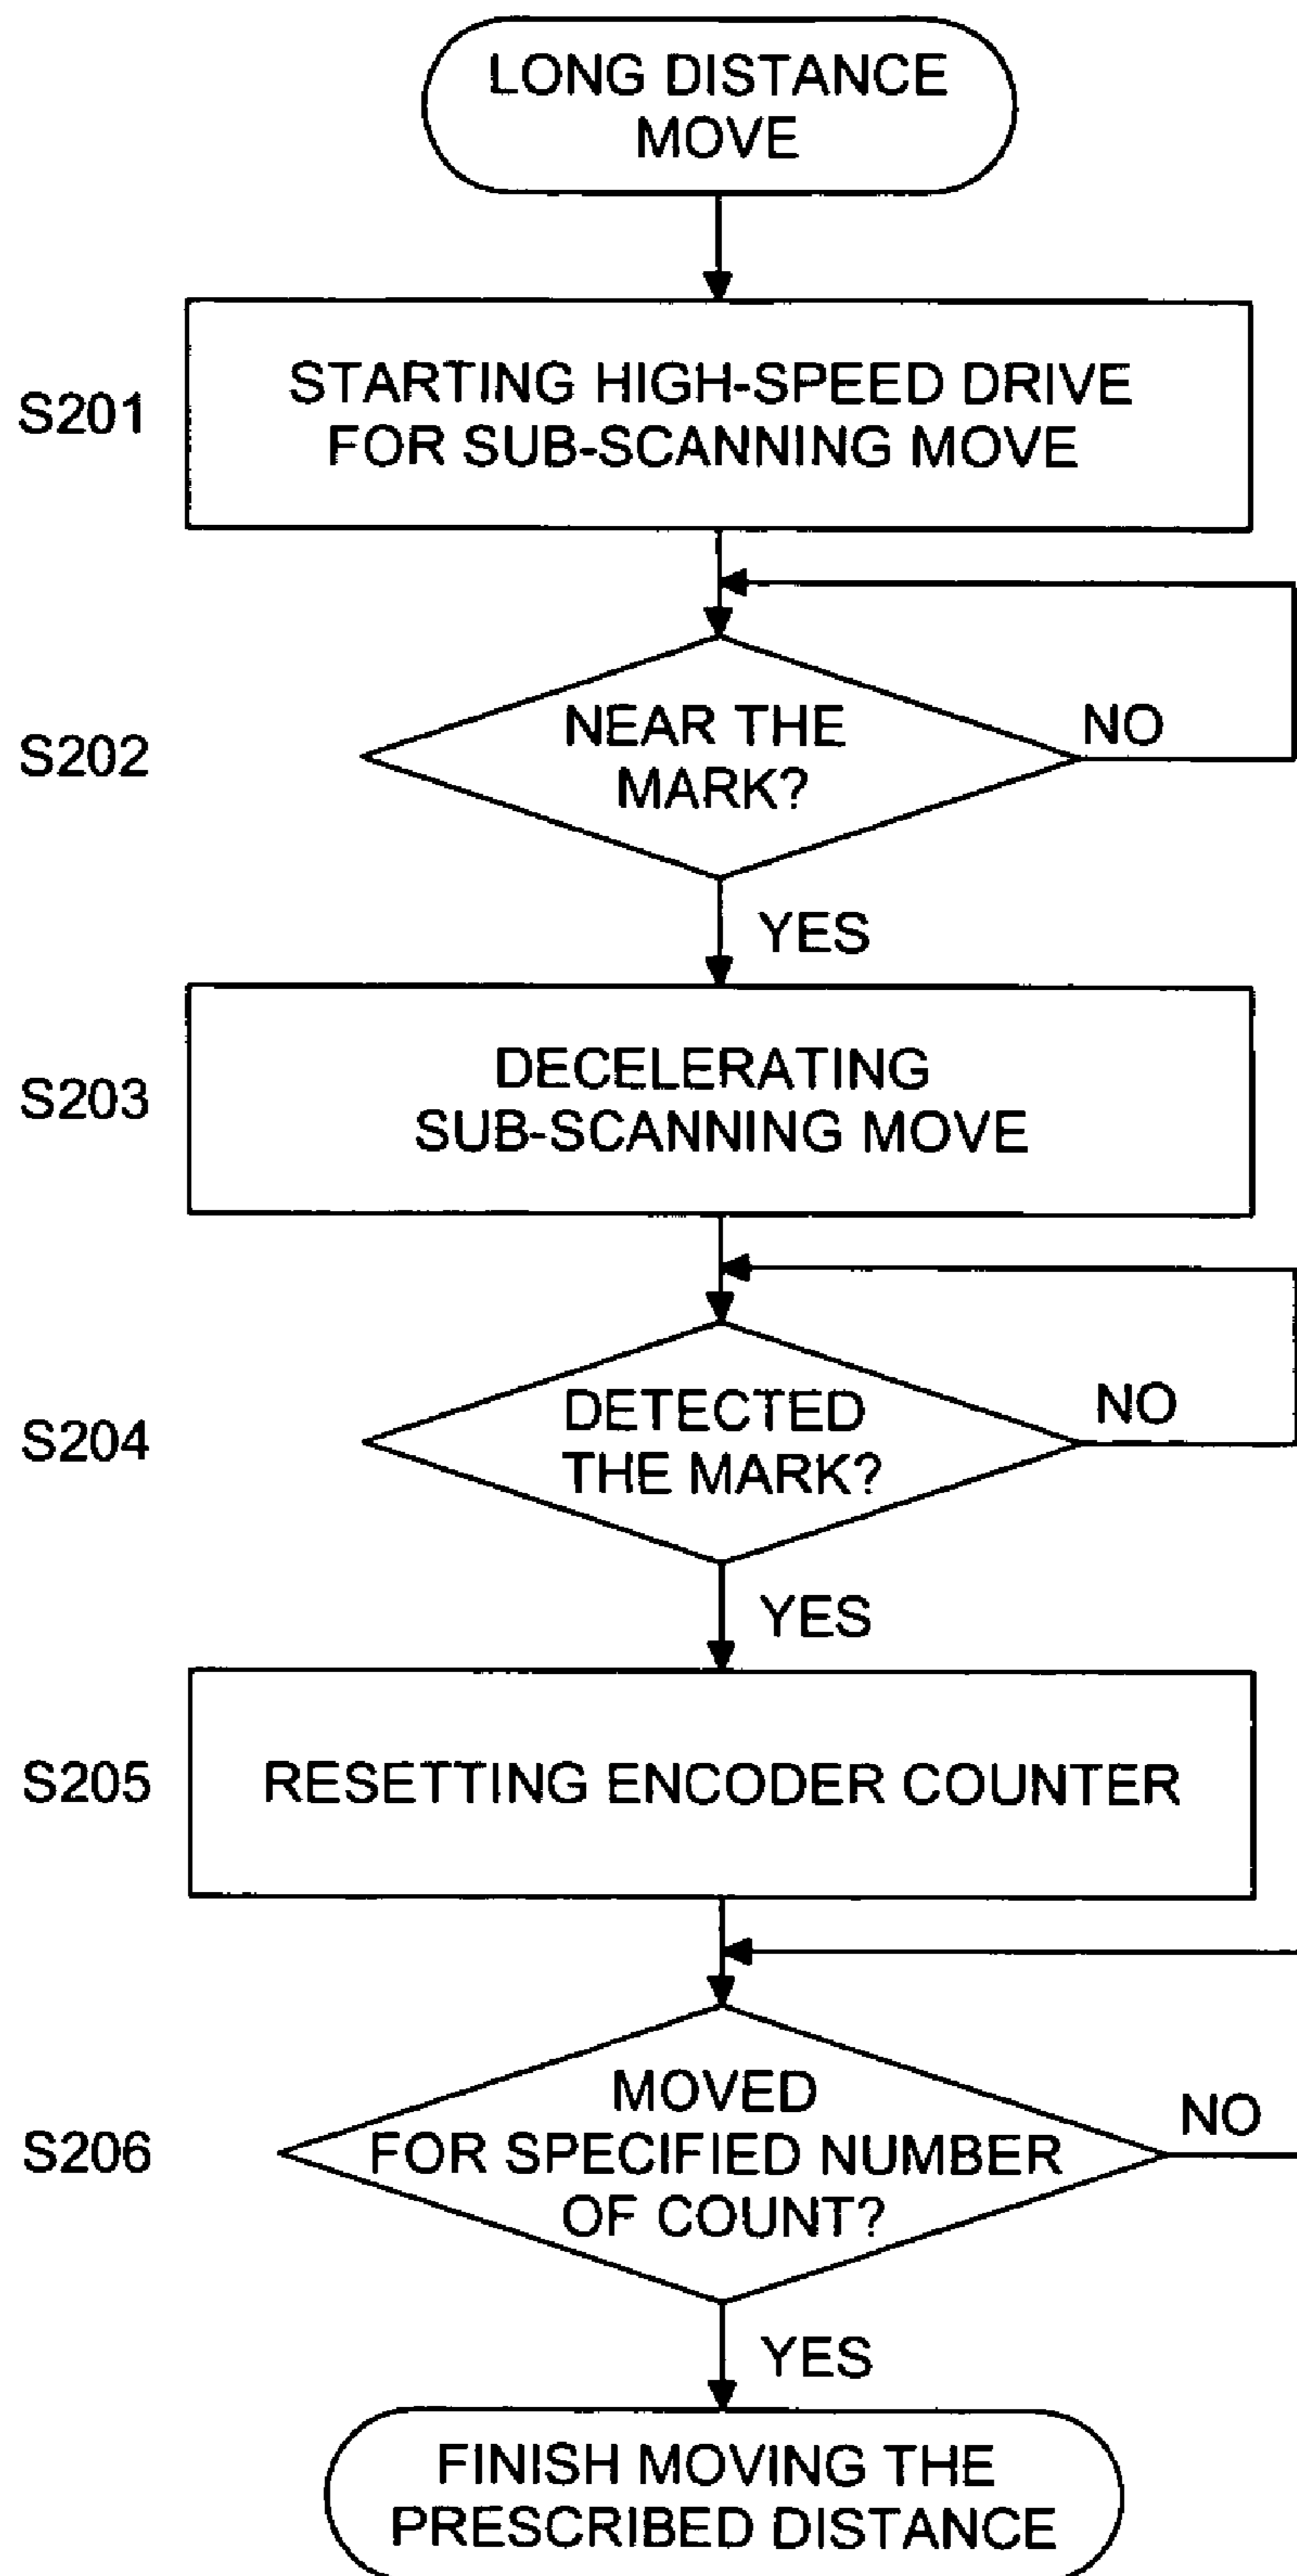 LONG DISTANCE
MOVE
S201
STARTING HIGH-SPEED DRIVE
FOR SUB-SCANNING MOVE
S202
NEAR THE
MARK?
NO
YES
S203
DECELERATING
SUB-SCANNING MOVE
S204
DETECTED
THE MARK?
NO
YES
S205
RESETTING ENCODER COUNTER
S206
MOVED
FOR SPECIFIED NUMBER
OF COUNT?
NO
YES
FINISH MOVING THE
PRESCRIBED DISTANCE